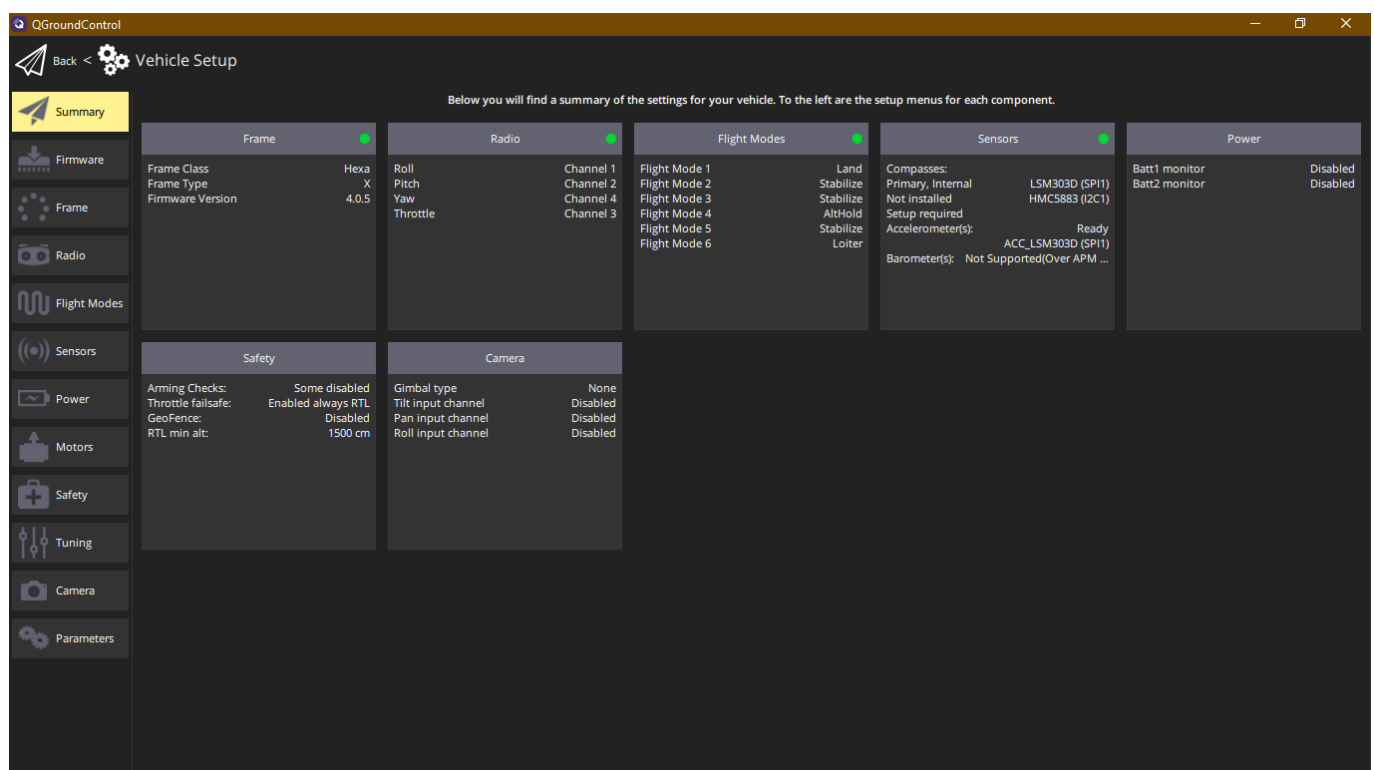 QGroundControl
Back < Vehicle Setup
Below you will find a summary of the settings for your vehicle. To the left are the setup menus for each component.
Summary
Firmware
Frame
Radio
Flight Modes
Sensors
Power
Motors
Safety
Tuning
Camera
Parameters
Frame
Frame Class Hexa
Frame Type X
Firmware Version 4.0.5
Radio
Roll Channel 1
Pitch Channel 2
Yaw Channel 4
Throttle Channel 3
Flight Modes
Flight Mode 1 Land
Flight Mode 2 Stabilize
Flight Mode 3 Stabilize
Flight Mode 4 AltHold
Flight Mode 5 Stabilize
Flight Mode 6 Loiter
Sensors
Compasses:
Primary, Internal LSM303D (SPI1)
Not installed HMC5883 (I2C1)
Setup required
Accelerometer(s): Ready
ACC_LSM303D (SPI1)
Barometer(s): Not Supported(Over APM ...
Power
Batt1 monitor Disabled
Batt2 monitor Disabled
Safety
Arming Checks: Some disabled
Throttle failsafe: Enabled always RTL
GeoFence: Disabled
RTL min alt: 1500 cm
Camera
Gimbal type None
Tilt input channel Disabled
Pan input channel Disabled
Roll input channel Disabled